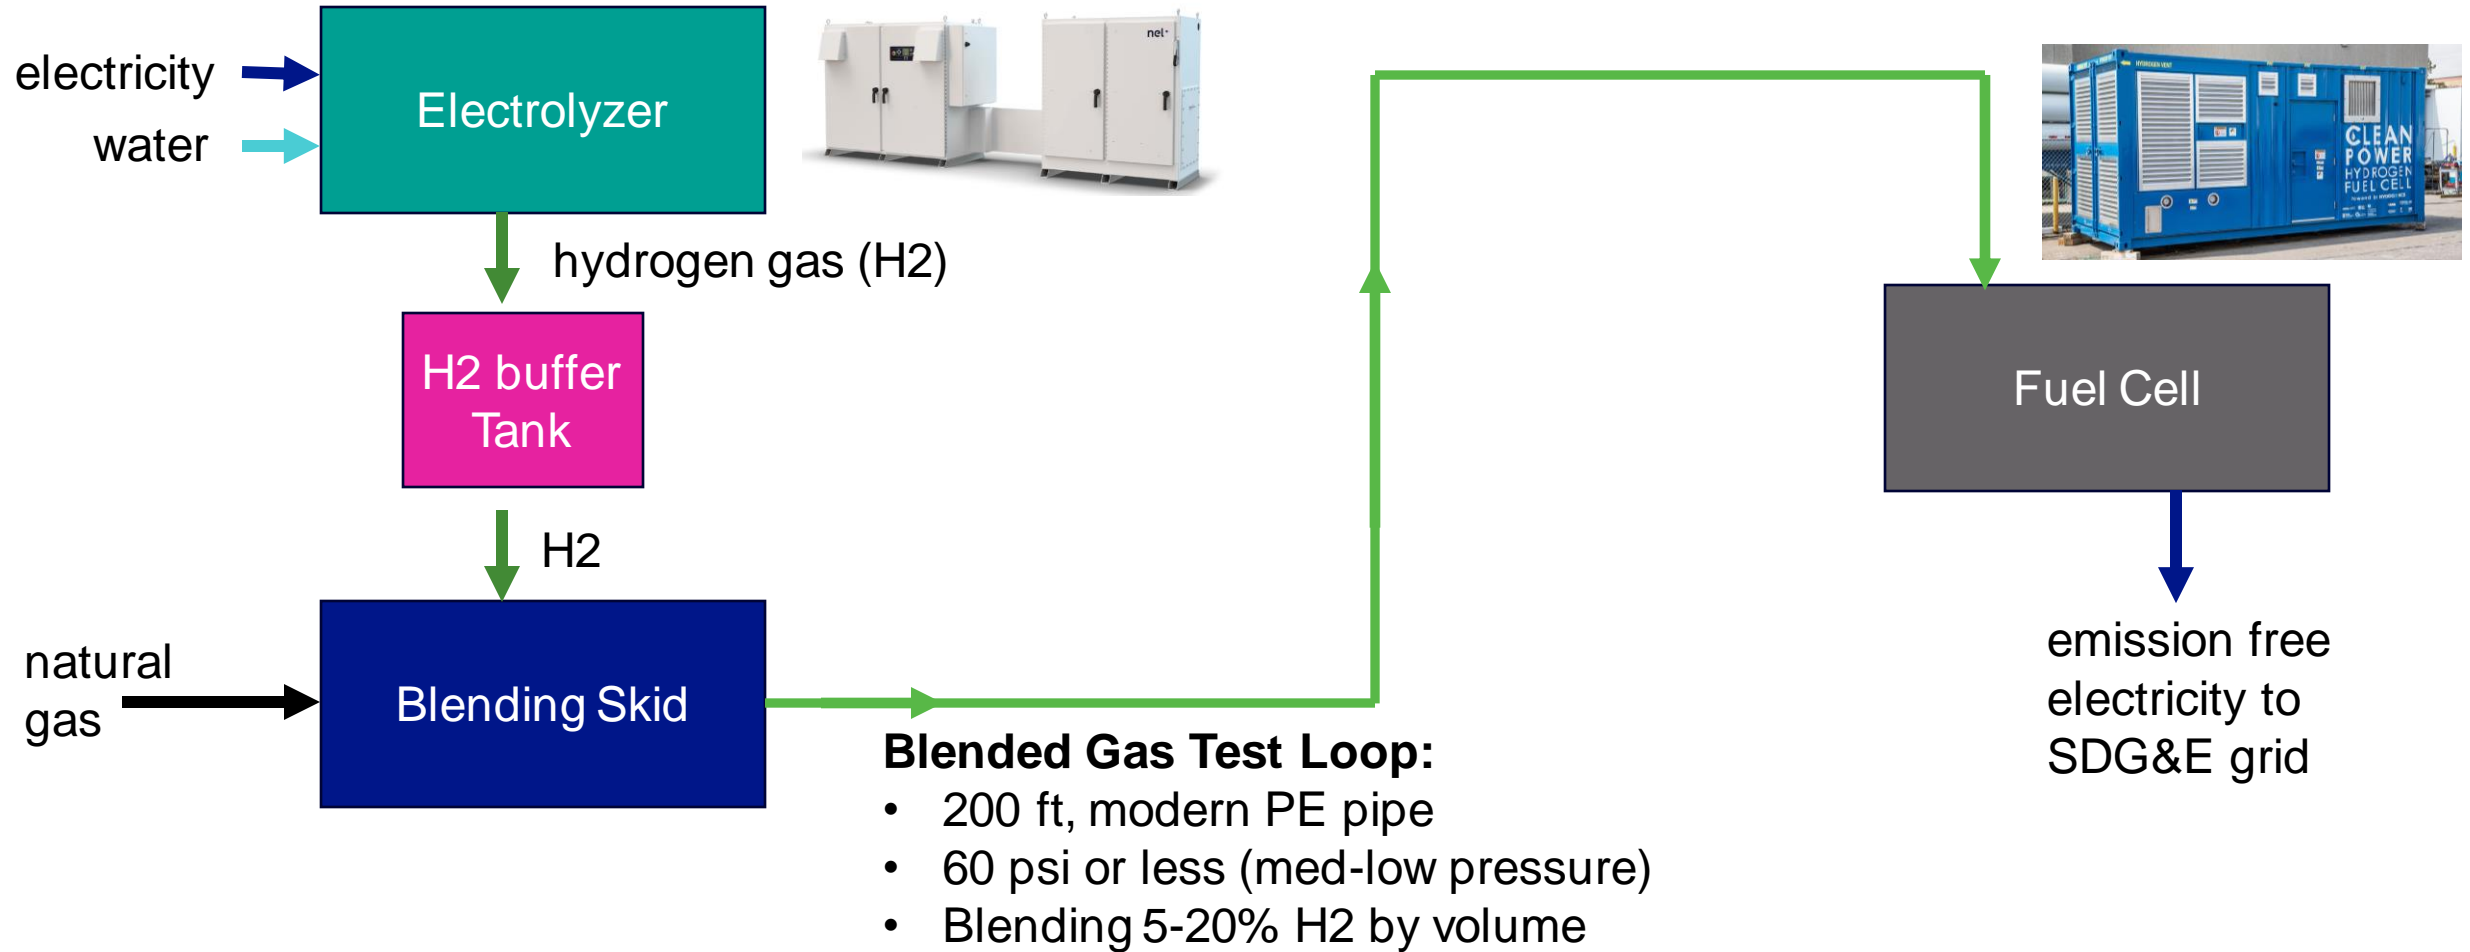 electricity
water
Electrolyzer
nel
hydrogen gas (H2)
H2 buffer
Tank
H2
natural
gas
Blending Skid
Blended Gas Test Loop:
• 200 ft, modern PE pipe
• 60 psi or less (med-low pressure)
• Blending 5-20% H2 by volume
HYDROGEN VENT
CLEAN
POWER
HYDROGEN
FUEL CELL
Fuel Cell
emission free
electricity to
SDG&E grid